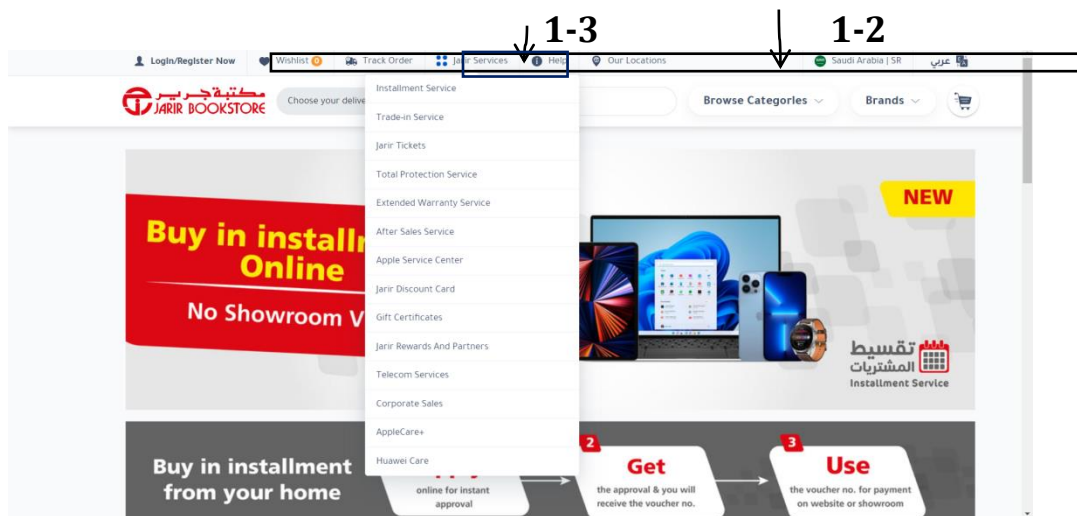 1-3
1-2
Login/Register Now Wishlist 0 Track Order Jarir Services Help Our Locations Saudi Arabia | SR عربي
مكتبة جرير
JARIR BOOKSTORE
Choose your delive
Browse Categories
Brands
Installment Service
Trade-in Service
Jarir Tickets
Total Protection Service
Extended Warranty Service
After Sales Service
Apple Service Center
Jarir Discount Card
Gift Certificates
Jarir Rewards And Partners
Telecom Services
Corporate Sales
AppleCare+
Huawei Care
NEW
Buy in install
Online
No Showroom V
تقسيط
المشتريات
Installment Service
Buy in installment
from your home
online for instant
approval
2
Get
the approval & you will
receive the voucher no.
3
Use
the voucher no. for payment
on website or showroom